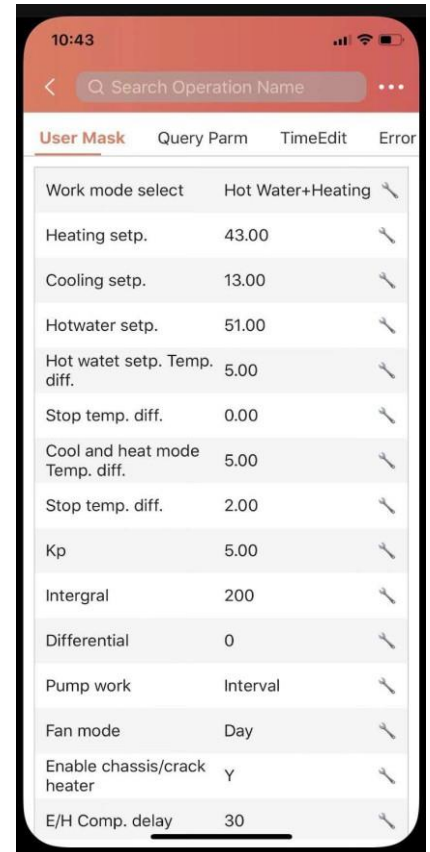 10:43
Search Operation Name
User Mask Query Parm TimeEdit Error
Work mode select Hot Water+Heating
Heating setp. 43.00
Cooling setp. 13.00
Hotwater setp. 51.00
Hot watet setp. Temp.
diff. 5.00
Stop temp. diff. 0.00
Cool and heat mode
Temp. diff. 5.00
Stop temp. diff. 2.00
Kp 5.00
Intergral 200
Differential 0
Pump work Interval
Fan mode Day
Enable chassis/crack
heater Y
E/H Comp. delay 30